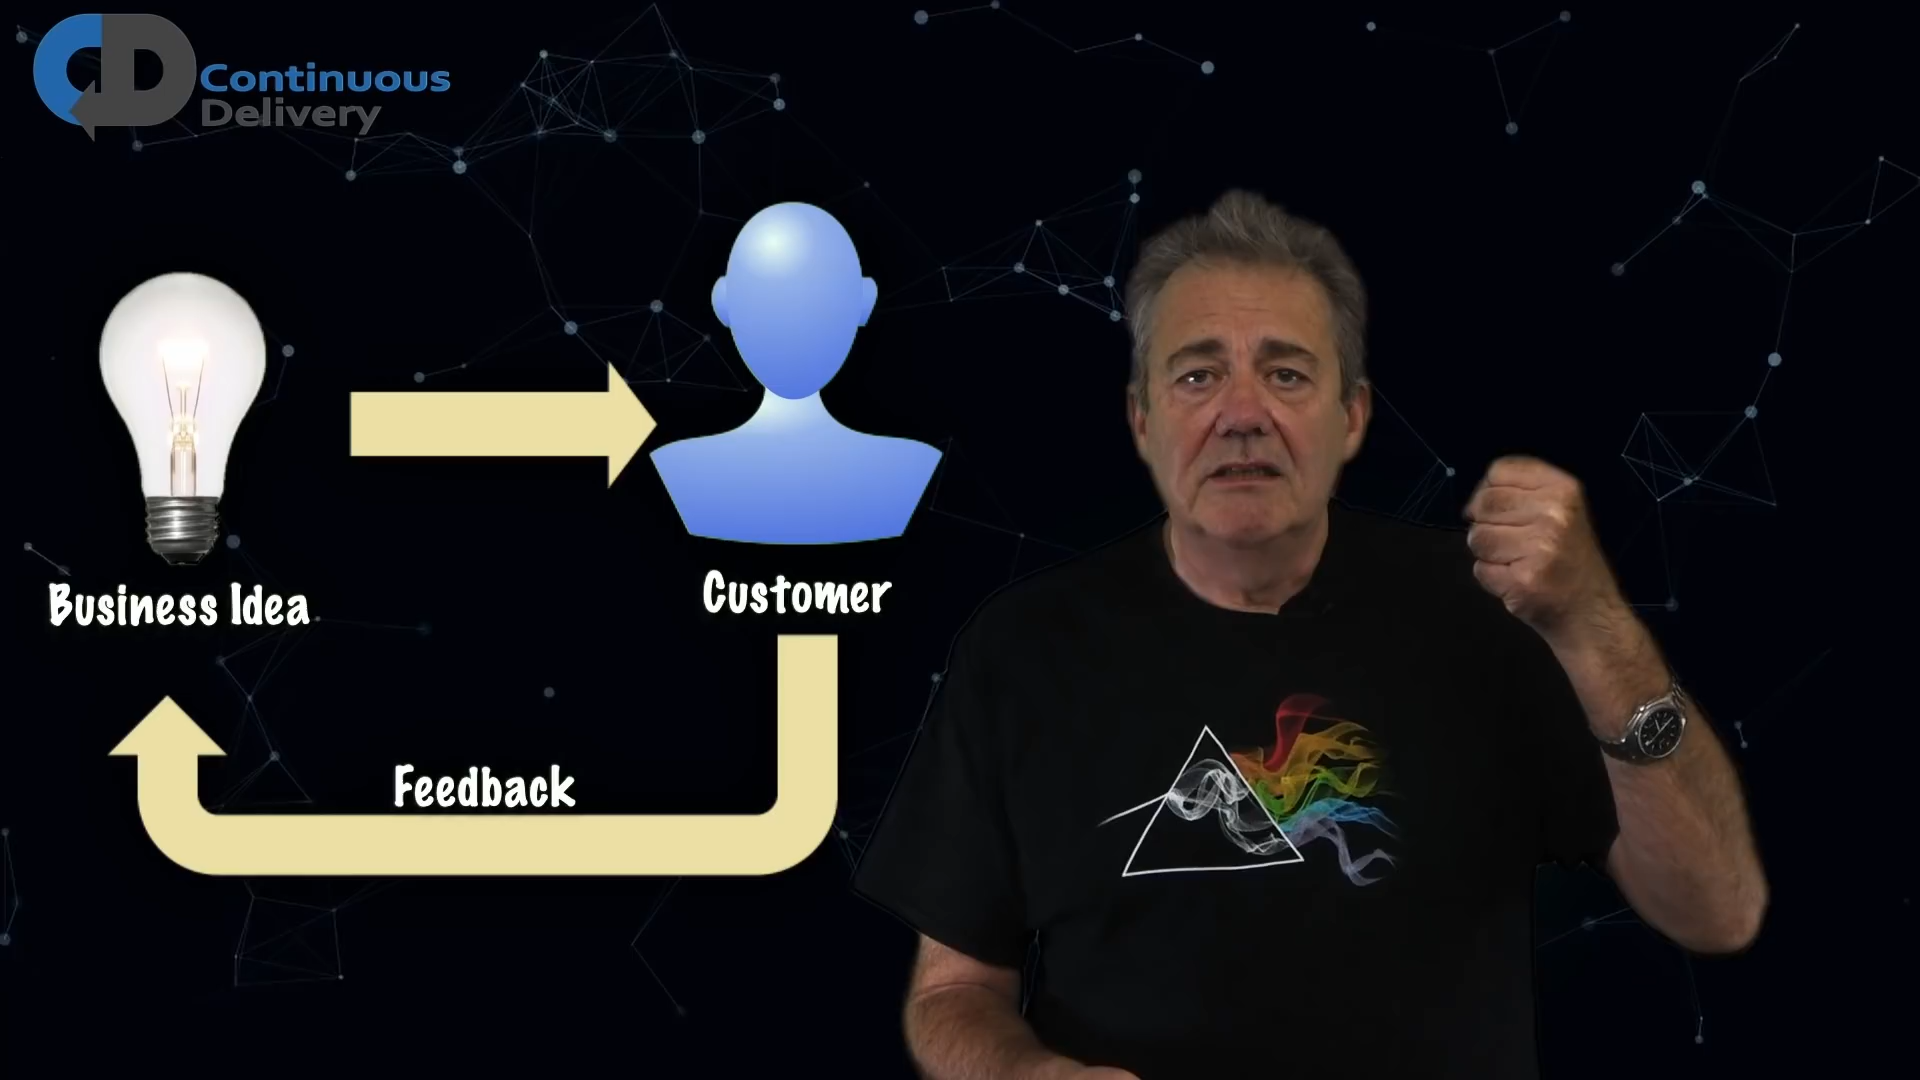 Continuous
Delivery
Business Idea
Customer
Feedback